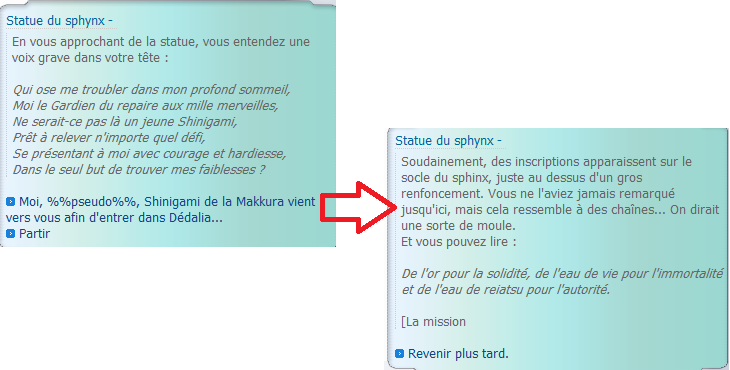 Statue du sphynx -
En vous approchant de la statue, vous entendez une
voix grave dans votre tête :
Qui ose me troubler dans mon profond sommeil,
Moi le Gardien du repaire aux mille merveilles,
Ne serait-ce pas là un jeune Shinigami,
Prêt à relever n'importe quel défi,
Se présentant à moi avec courage et hardiesse,
Dans le seul but de trouver mes faiblesses ?
Moi, %%pseudo%%, Shinigami de la Makkura vient
vers vous afin d'entrer dans Dédalia...
Partir
Statue du sphynx -
Soudainement, des inscriptions apparaissent sur le
socle du sphinx, juste au dessus d'un gros
renfoncement. Vous ne l'aviez jamais remarqué
jusqu'ici, mais cela ressemble à des chaînes... On dirait
une sorte de moule.
Et vous pouvez lire :
De l'or pour la solidité, de l'eau de vie pour l'immortalité
et de l'eau de reiatsu pour l'autorité.
[La mission
Revenir plus tard.